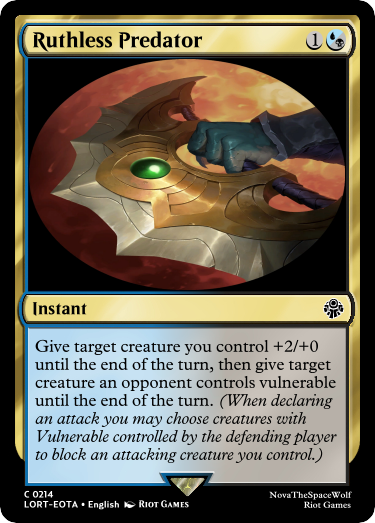 Ruthless Predator 1
Instant
Give target creature you control +2/+0
until the end of the turn, then give target
creature an opponent controls vulnerable
until the end of the turn. (When declaring
an attack you may choose creatures with
Vulnerable controlled by the defending player
to block an attacking creature you control.)
C 0214
LORT-EOTA • English RIOT GAMES
NovaTheSpaceWolf
Riot Games